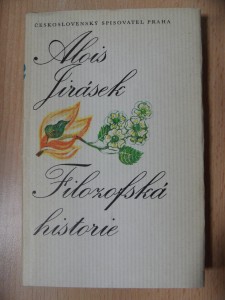 ČESKOSLOVENSKÝ SPISOVATEL PRAHA
Alois
Jirásek
Filozofská
historie